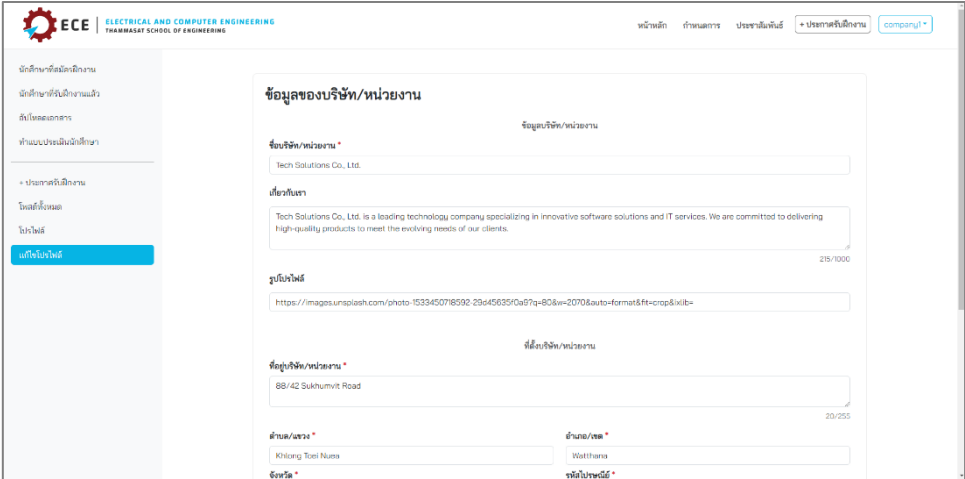 ECE
ELECTRICAL AND COMPUTER ENGINEERING
THAMMASAT SCHOOL OF ENGINEERING
หน้าหลัก กำหนดการ ประชาสัมพันธ์ + ประกาศรับฝึกงาน company1
นักศึกษาที่สมัครฝึกงาน
นักศึกษาที่รับฝึกงานแล้ว
อัปโหลดเอกสาร
ทำแบบประเมินนักศึกษา
+ ประกาศรับฝึกงาน
โพสต์ทั้งหมด
โปรไฟล์
แก้ไขโปรไฟล์
ข้อมูลของบริษัท/หน่วยงาน
ข้อมูลบริษัท/หน่วยงาน
ชื่อบริษัท/หน่วยงาน *
Tech Solutions Co., Ltd.
เกี่ยวกับเรา
Tech Solutions Co., Ltd. is a leading technology company specializing in innovative software solutions and IT services. We are committed to delivering
high-quality products to meet the evolving needs of our clients.
215/1000
รูปโปรไฟล์
https://images.unsplash.com/photo-1533450718592-29d45635f0a9?q=80&w=2070&auto=format&fit=crop&ixlib=
ที่ตั้งบริษัท/หน่วยงาน
ที่อยู่บริษัท/หน่วยงาน *
88/42 Sukhumvit Road
20/255
ตำบล/แขวง * อำเภอ/เขต *
Khlong Toei Nuea Watthana
จังหวัด * รหัสไปรษณีย์ *